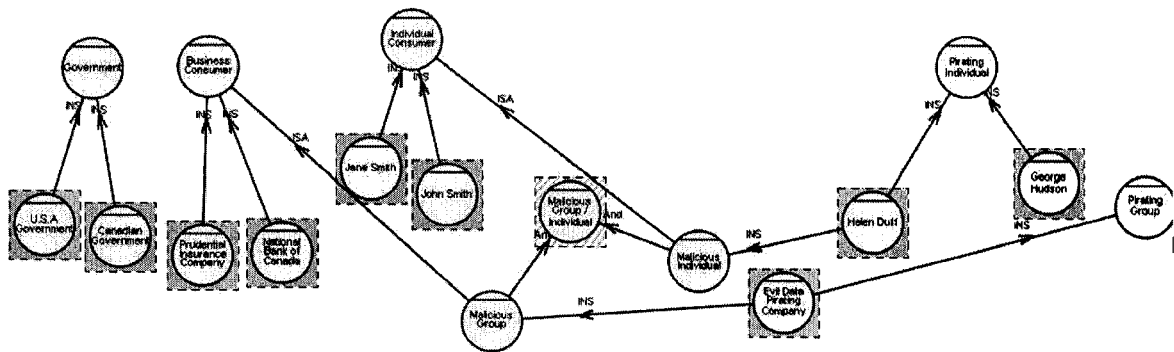 Individual
Consumer
Government
Business
Consumer
Pirating
Individual
INS
INS
INS
INS
INS
INS
ISA
ISA
INS
INS
Jane Smith
John Smith
Malicious
Group /
Individual
And
And
George
Hudson
Pirating
Group
U.S.A
Government
Canadian
Government
Prudential
Insurance
Company
National
Bank of
Canada
Malicious
Individual
INS
Helen Duff
INS
Malicious
Group
INS
Evil Data
Pirating
Company